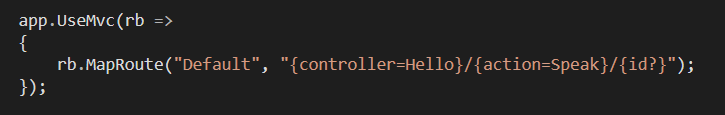 app.UseMvc(rb =>
{
    rb.MapRoute("Default", "{controller=Hello}/{action=Speak}/{id?}");
});